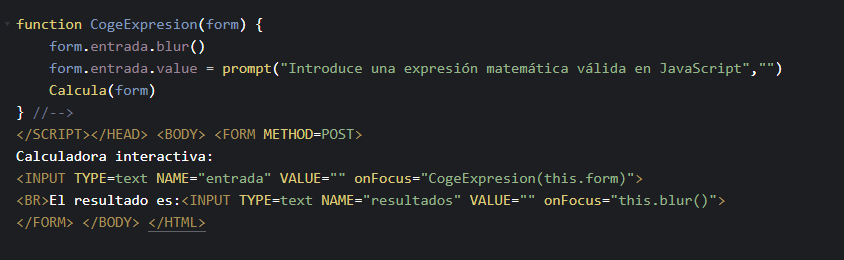 function CogeExpresion(form) {
    form.entrada.blur()
    form.entrada.value = prompt("Introduce una expresión matemática válida en JavaScript","")
    Calcula(form)
} //-->
</SCRIPT></HEAD> <BODY> <FORM METHOD=POST>
Calculadora interactiva:
<INPUT TYPE=text NAME="entrada" VALUE="" onFocus="CogeExpresion(this.form)">
<BR>El resultado es:<INPUT TYPE=text NAME="resultados" VALUE="" onFocus="this.blur()">
</FORM> </BODY> </HTML>